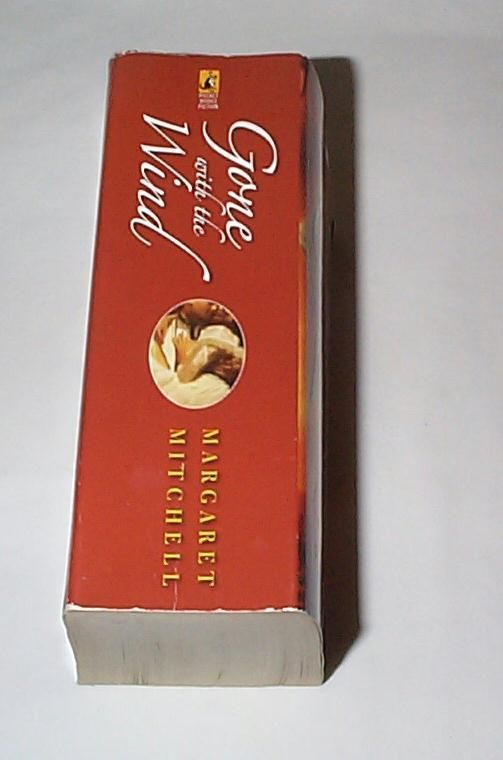 Gone
with the
Wind
MARGARET
MITCHELL